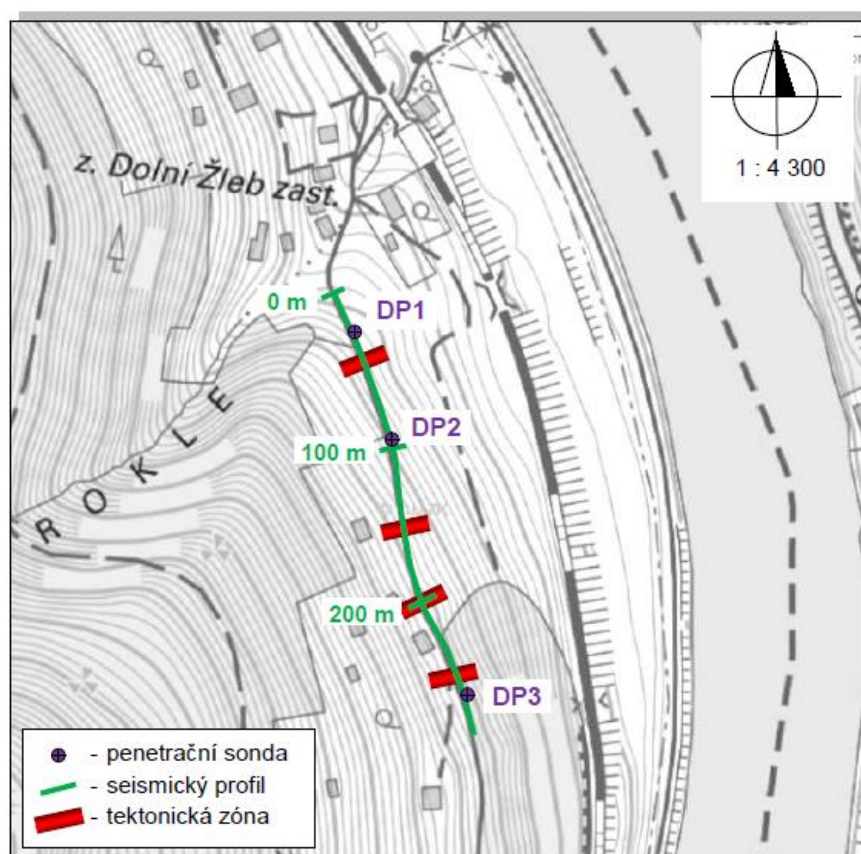 1 : 4 300
z. Dolní Žleb zast.
0 m
DP1
DP2
100 m
ROKLE
200 m
DP3
- penetrační sonda
- seismický profil
- tektonická zóna